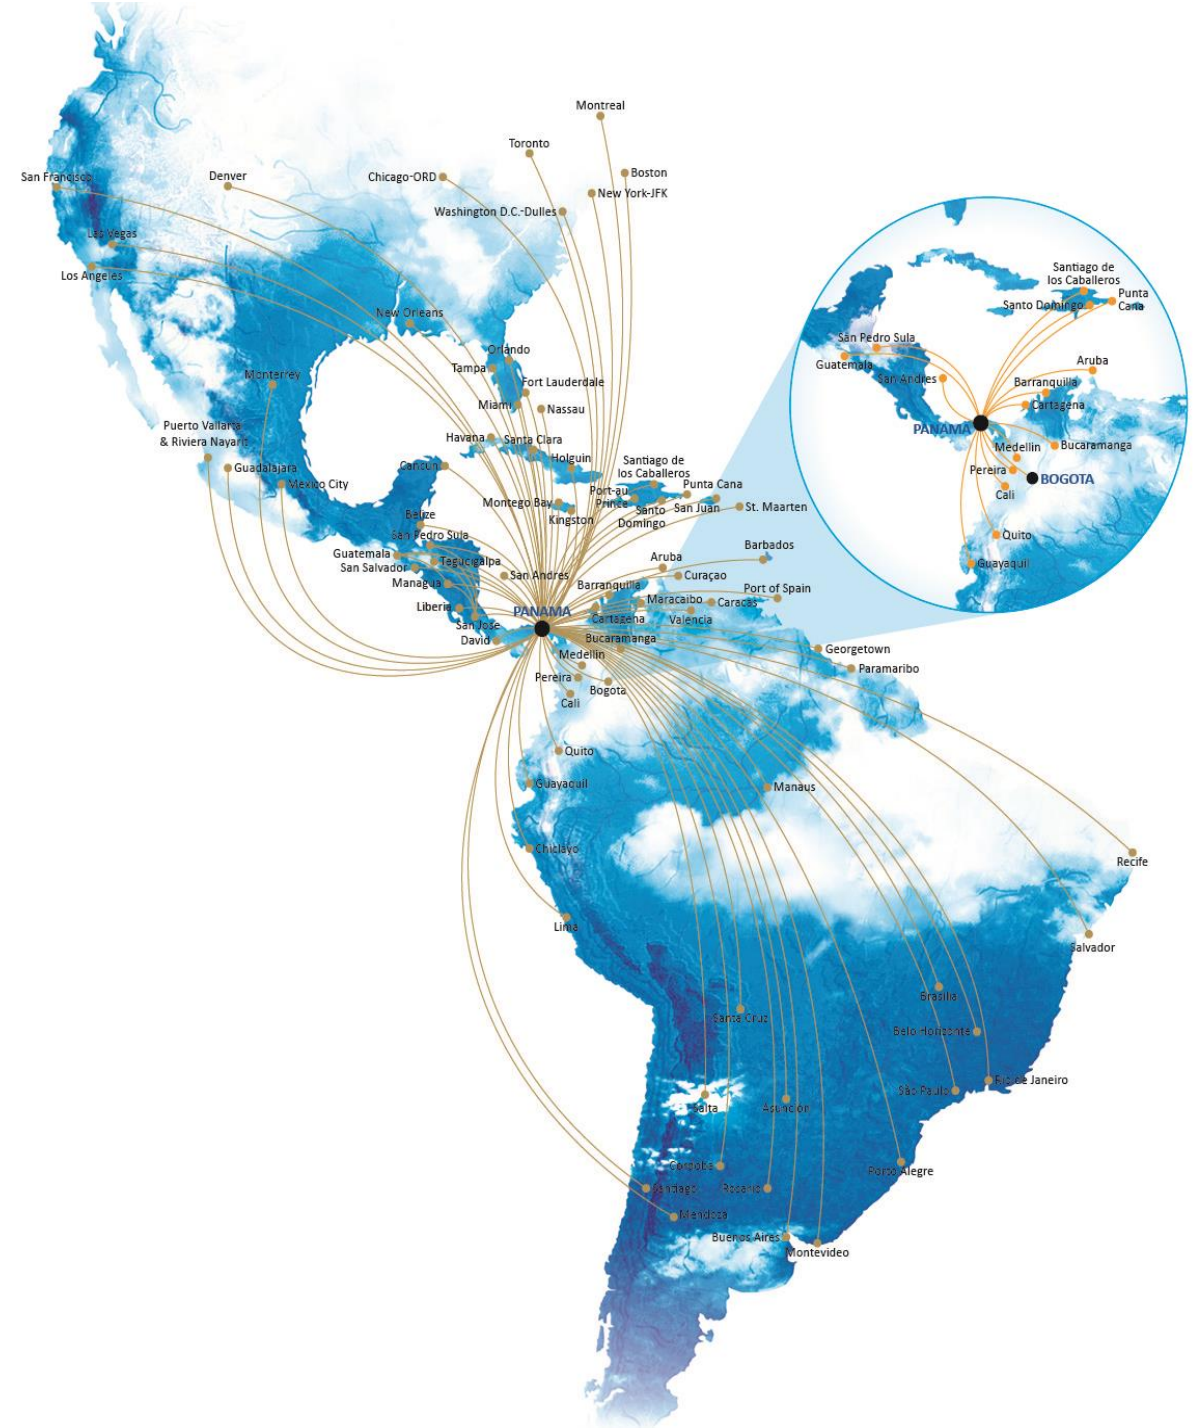 Montreal
Toronto
Boston
San Francisco
Denver
Chicago-ORD
New York-JFK
Washington D.C.-Dulles
Las Vegas
Los Angeles
New Orleans
Orlando
Tampa
Monterrey
Fort Lauderdale
Miami
Nassau
Puerto Vallarta
& Riviera Nayarit
Havana
Santa Clara
Holguin
Cancún
Guadalajara
Mexico City
Santiago de
los Caballeros
Punta Cana
Port-au
Prince
Montego Bay
Kingston
Santo
Domingo
San Juan
St. Maarten
Belize
San Pedro Sula
Guatemala
Tegucigalpa
San Salvador
Managua
San Andres
Aruba
Barbados
Curaçao
Barranquilla
Port of Spain
Maracaibo
Caracas
Liberia
PANAMA
Cartagena
Valencia
San Jose
David
Bucaramanga
Georgetown
Medellin
Paramaribo
Pereira
Bogota
Cali
Quito
Guayaquil
Manaus
Chiclayo
Recife
Lima
Salvador
Brasilia
Santa Cruz
Belo Horizonte
Rio de Janeiro
São Paulo
Salta
Asunción
Cordoba
Porto Alegre
Santiago
Rosario
Mendoza
Buenos Aires
Montevideo
Santiago de
los Caballeros
Santo Domingo
Punta
Cana
San Pedro Sula
Guatemala
San Andres
Aruba
Barranquilla
Cartagena
PANAMA
Medellin
Bucaramanga
Pereira
BOGOTA
Cali
Quito
Guayaquil